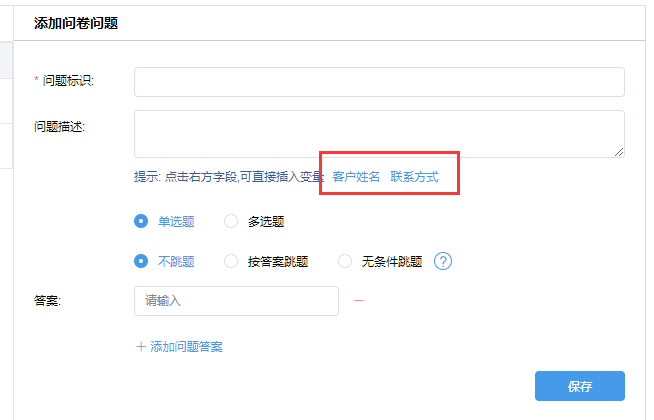 添加问卷问题
* 问题标识:
问题描述:
提示: 点击右方字段,可直接插入变量 客户姓名 联系方式
单选题 多选题
不跳题 按答案跳题 无条件跳题 ?
答案: 请输入
+ 添加问题答案
保存